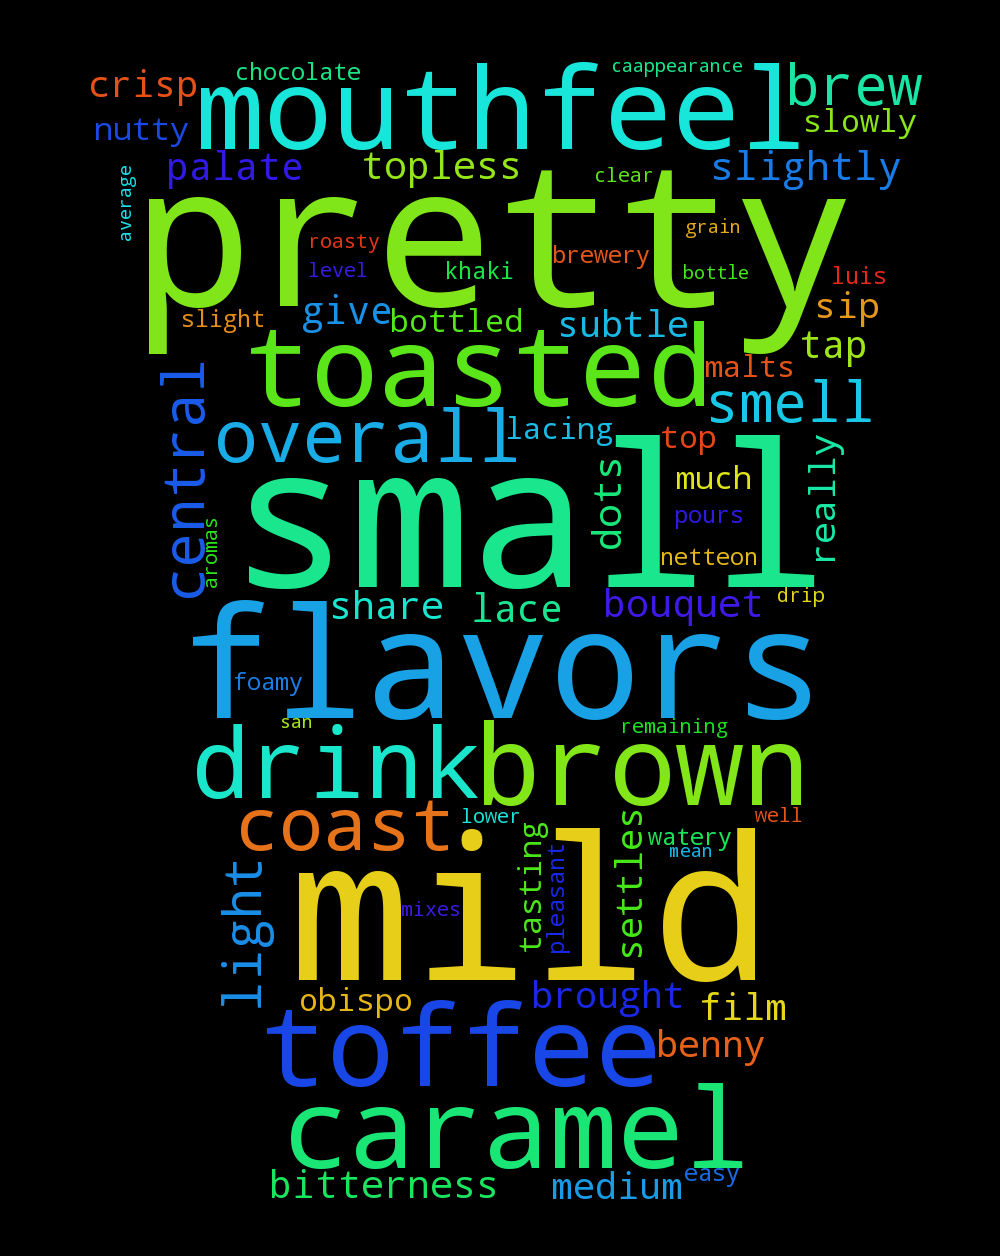 caappearance
chocolate
crisp
mouthfeel
brew
nutty
slowly
palate
topless
slightly
average
clear
pretty
grain
roasty
brewery
level
khaki
bottle
luis
slight
give
bottled
subtle
sip
tap
toasted
malts
central
smell
overall
lacing
top
really
small
dots
much
pours
aromas
netteon
share
lace
bouquet
drip
flavors
foamy
san
remaining
drink
brown
coast
lower
well
watery
mean
light
mild
tasting
pleasant
settles
mixes
obispo
brought
film
toffee
benny
caramel
bitterness
medium
easy